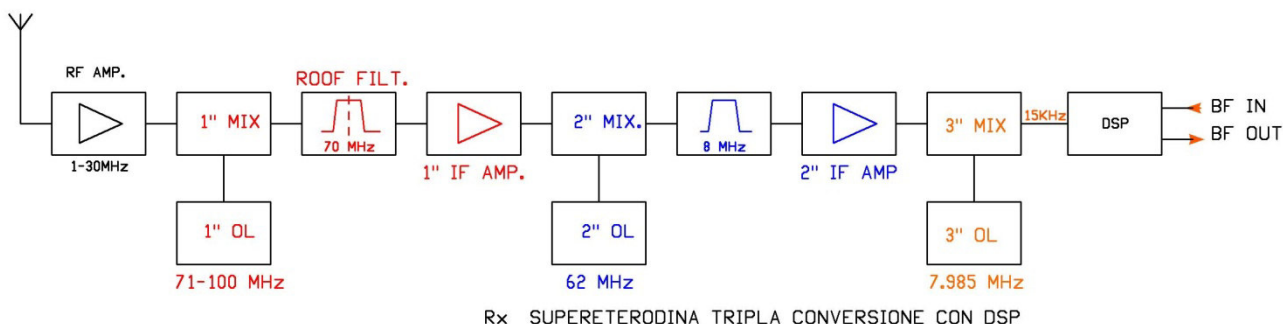 RF AMP.
1-30MHz
1" MIX
1" OL
71-100 MHz
ROOF FILT.
70 MHz
1" IF AMP.
2" MIX.
2" OL
62 MHz
8 MHz
2" IF AMP
3" MIX
3" OL
7.985 MHz
15KHz
DSP
BF IN
BF OUT
Rx SUPERETERODINA TRIPLA CONVERSIONE CON DSP